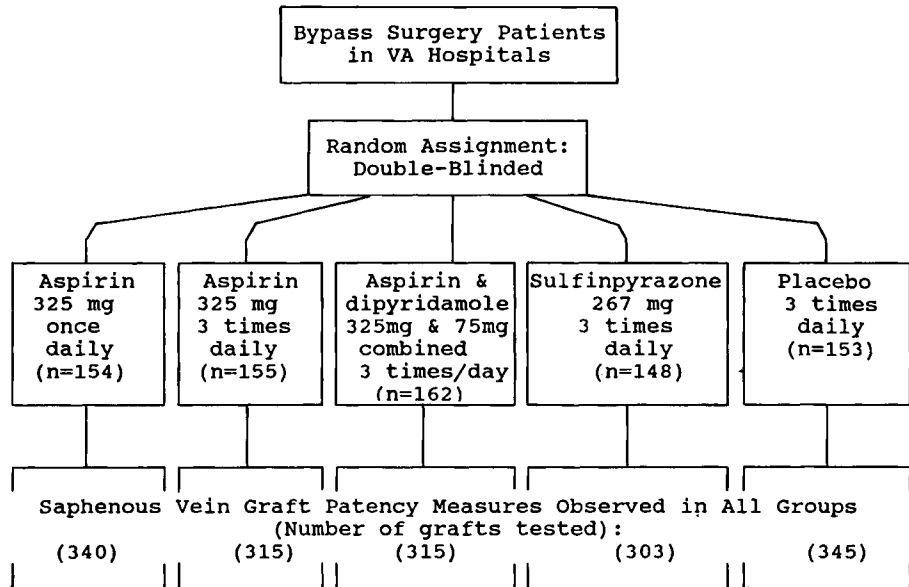 Bypass Surgery Patients
in VA Hospitals
Random Assignment:
Double-Blinded
Aspirin
325 mg
once
daily
(n=154)
Aspirin
325 mg
3 times
daily
(n=155)
Aspirin &
dipyridamole
325mg & 75mg
combined
3 times/day
(n=162)
Sulfinpyrazone
267 mg
3 times
daily
(n=148)
Placebo
3 times
daily
(n=153)
Saphenous Vein Graft Patency Measures Observed in All Groups
(Number of grafts tested):
(340) (315) (315) (303) (345)